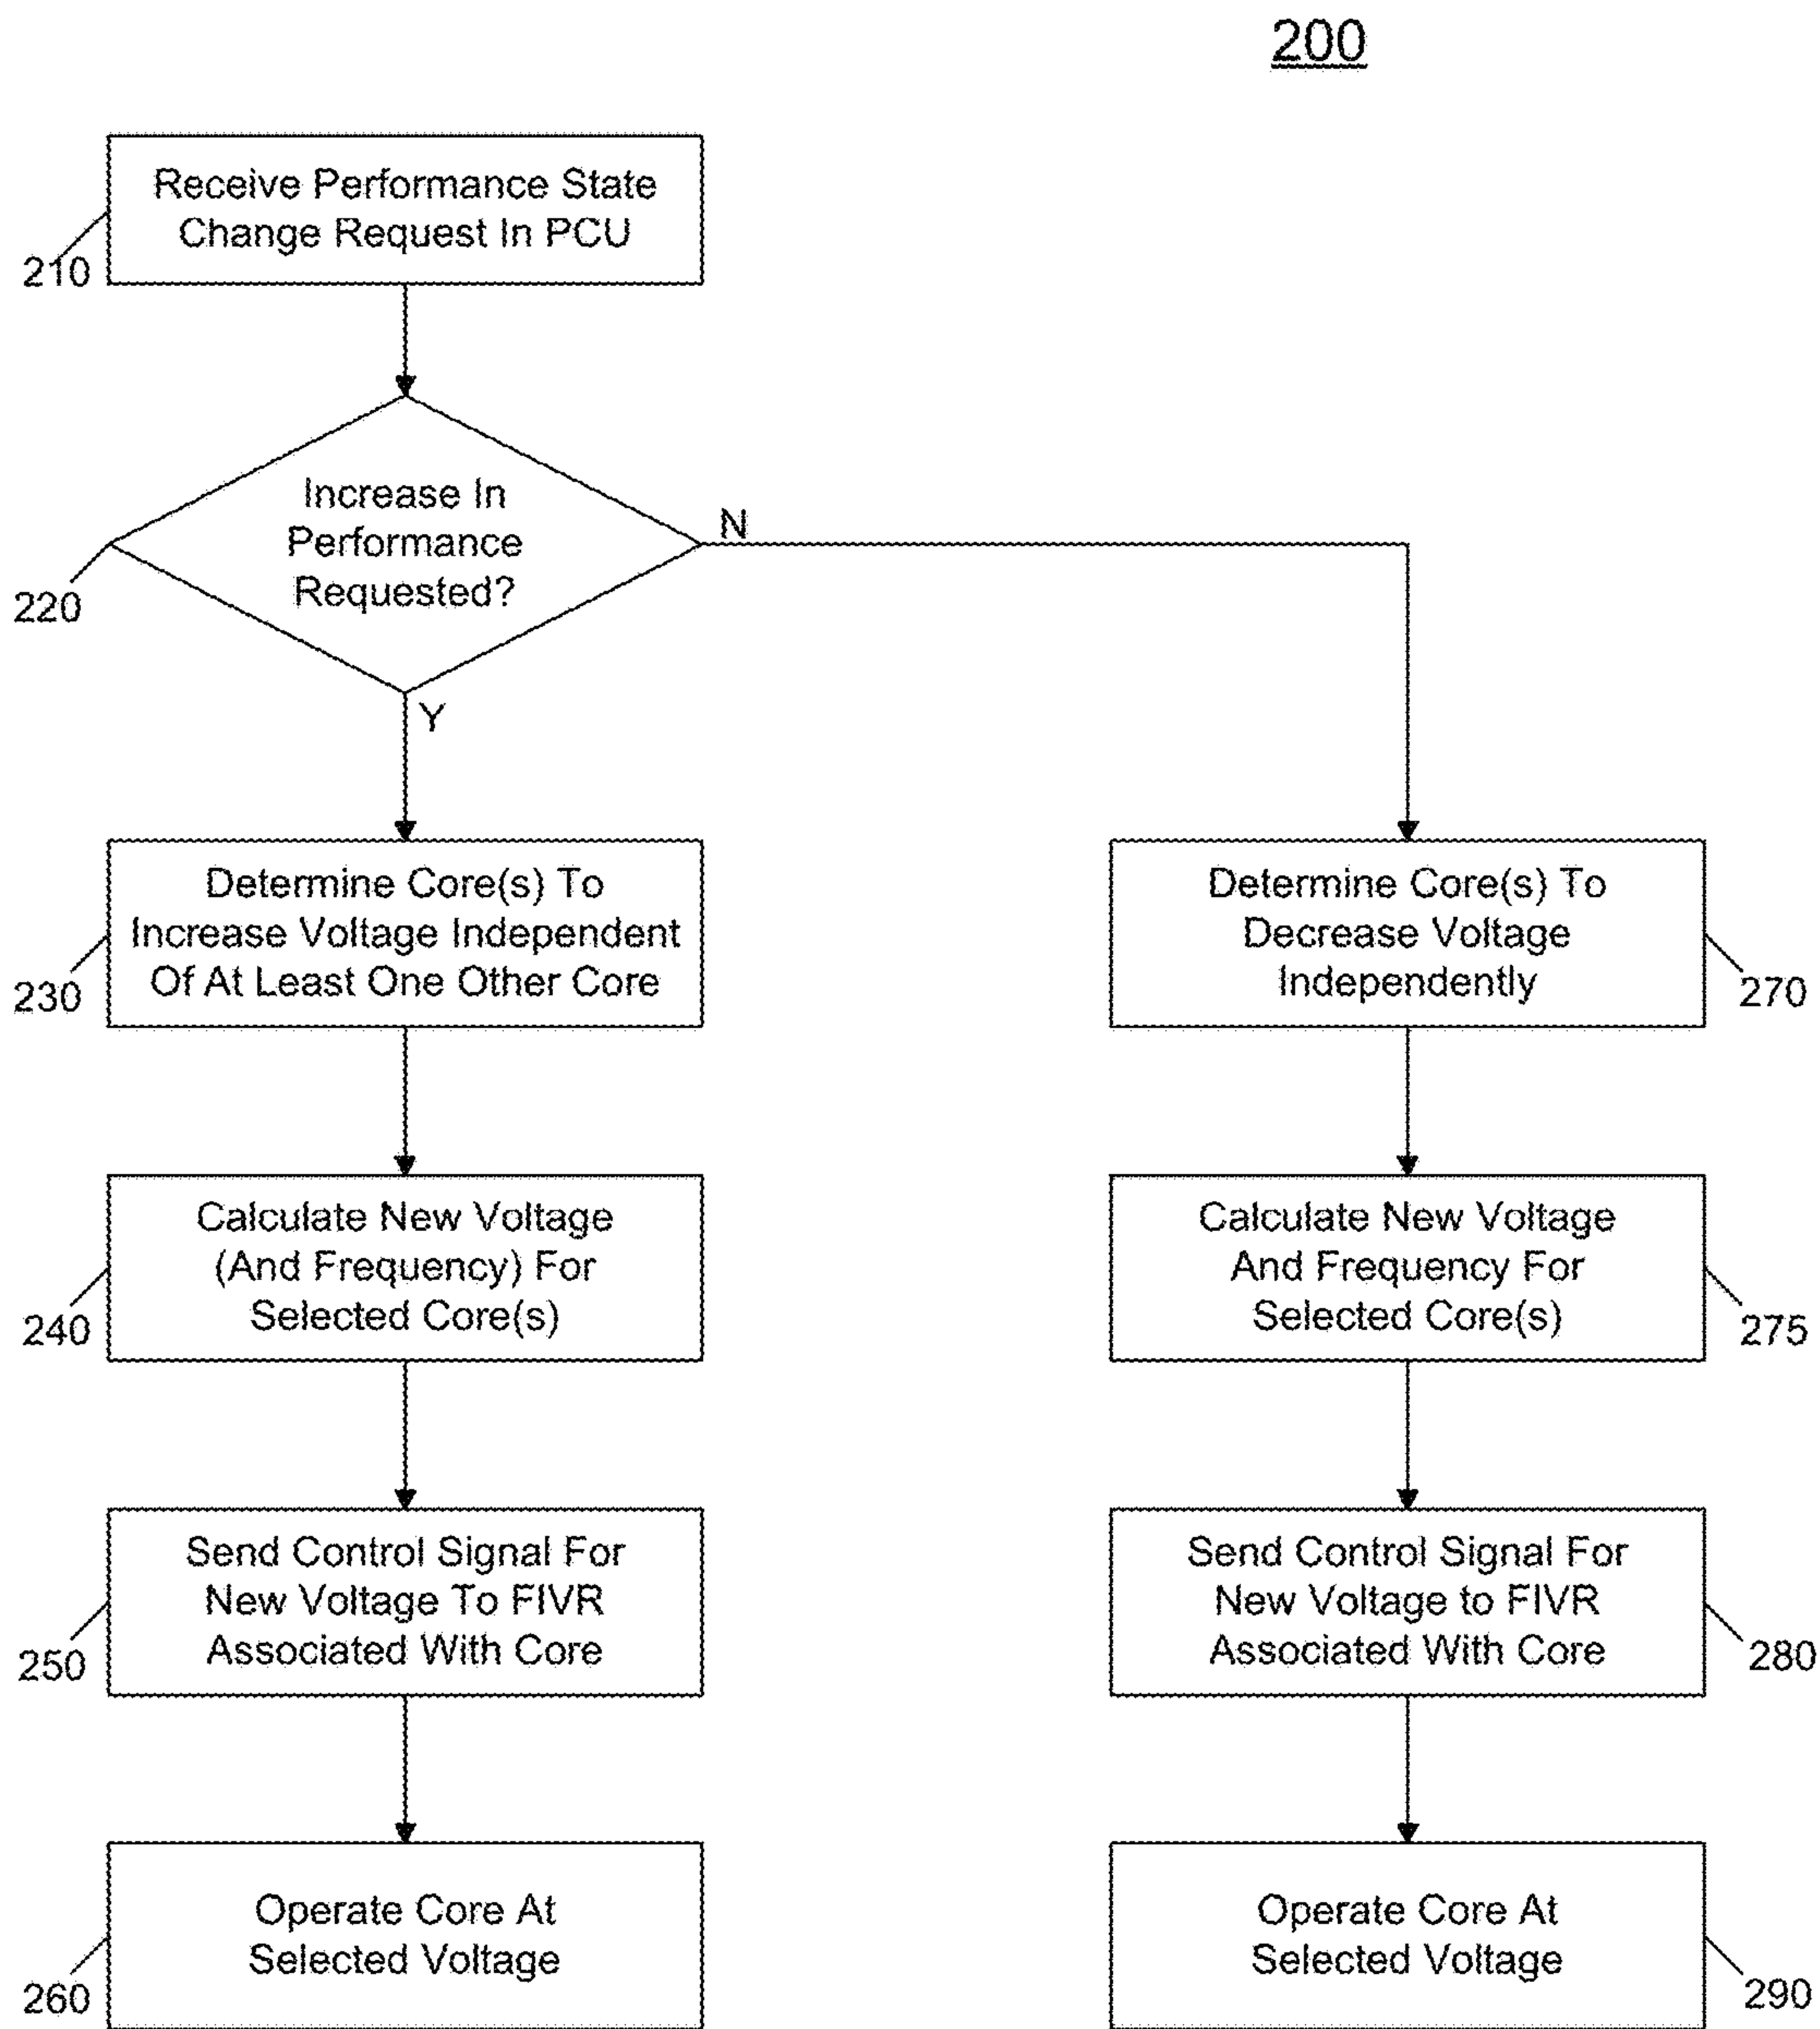 200
Receive Performance State
Change Request In PCU
210
Increase In
Performance
Requested?
220
N
Y
Determine Core(s) To
Increase Voltage Independent
Of At Least One Other Core
230
Determine Core(s) To
Decrease Voltage
Independently
270
Calculate New Voltage
(And Frequency) For
Selected Core(s)
240
Calculate New Voltage
And Frequency For
Selected Core(s)
275
Send Control Signal For
New Voltage To FIVR
Associated With Core
250
Send Control Signal For
New Voltage to FIVR
Associated With Core
280
Operate Core At
Selected Voltage
260
Operate Core At
Selected Voltage
290